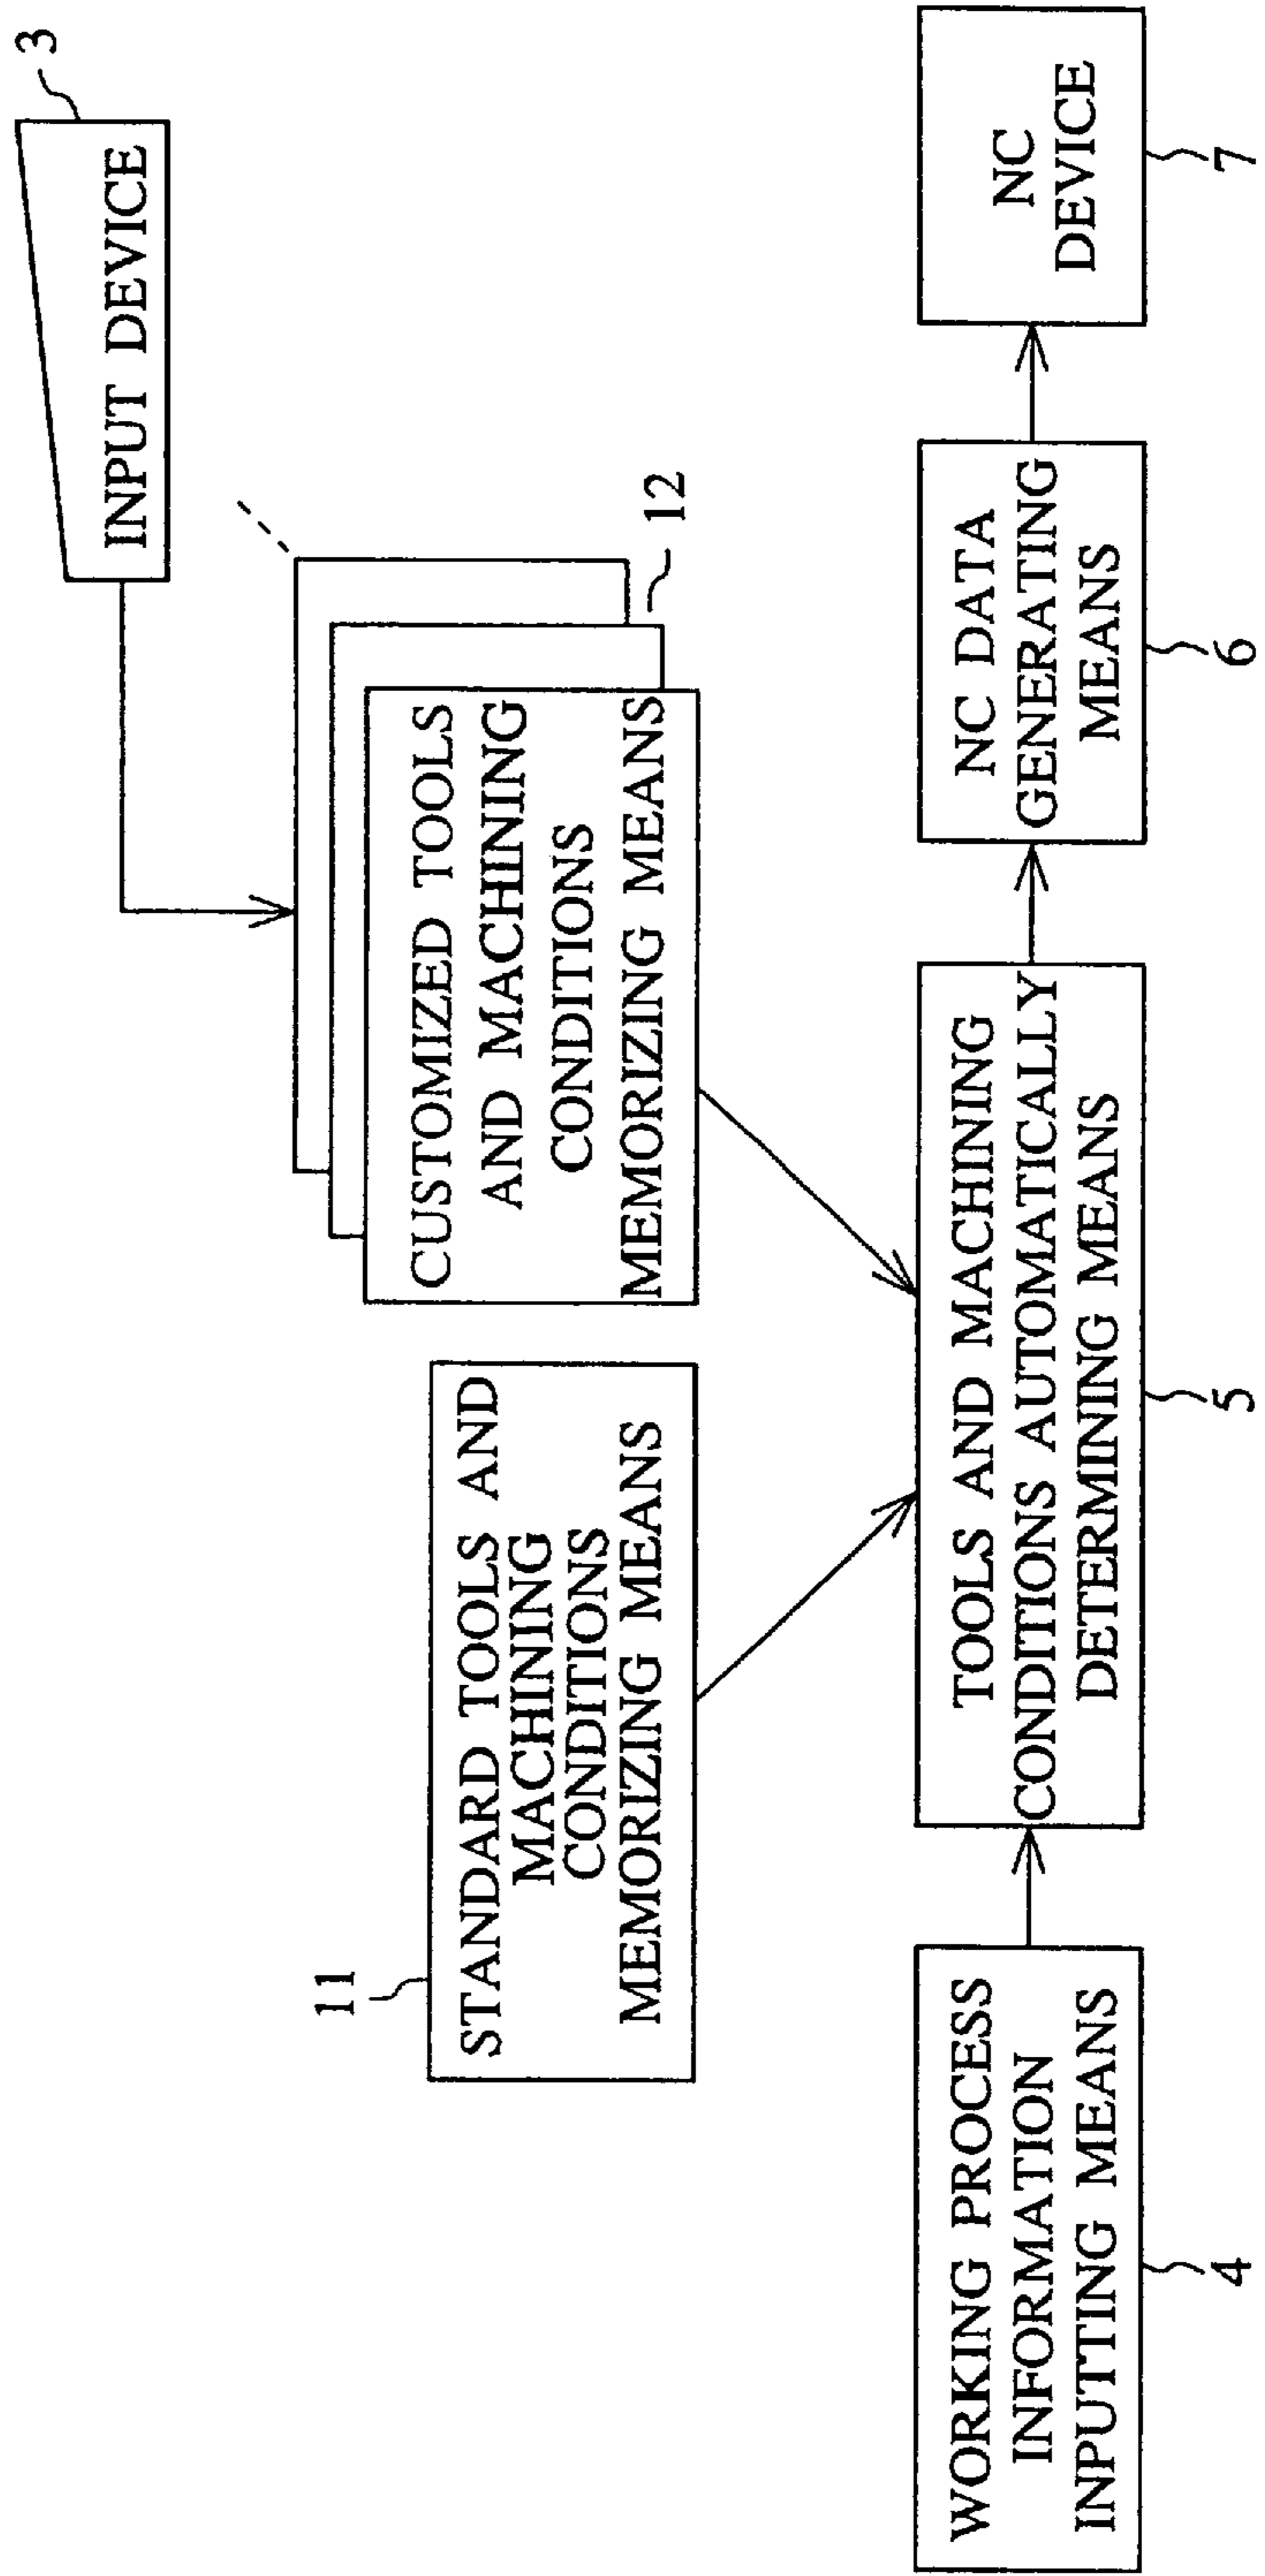 3
INPUT DEVICE
12
CUSTOMIZED TOOLS
AND MACHINING
CONDITIONS
MEMORIZING MEANS
11
STANDARD TOOLS AND
MACHINING
CONDITIONS
MEMORIZING MEANS
WORKING PROCESS
INFORMATION
INPUTTING MEANS
4
TOOLS AND MACHINING
CONDITIONS AUTOMATICALLY
DETERMINING MEANS
5
NC DATA
GENERATING
MEANS
6
NC
DEVICE
7